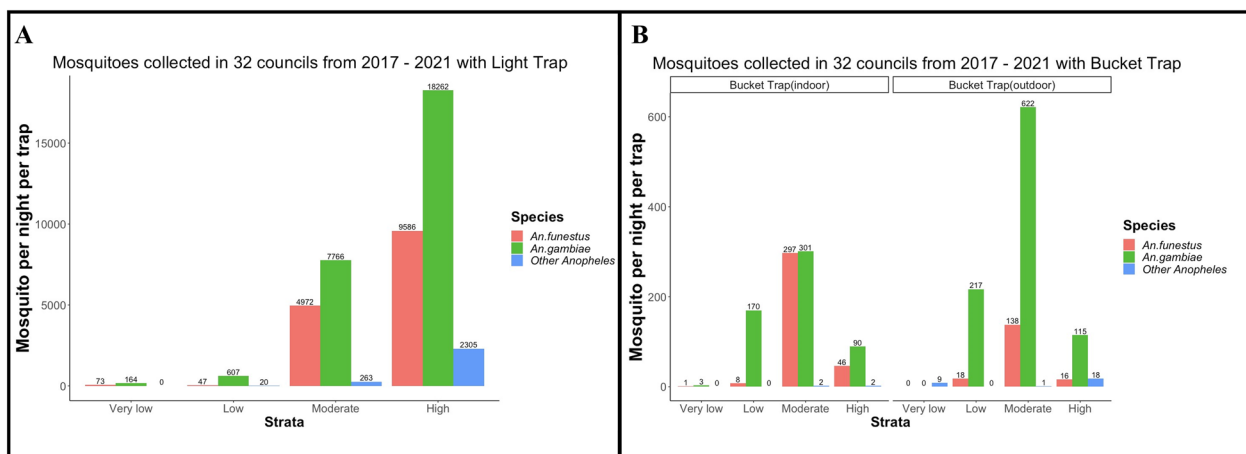 A
Mosquitoes collected in 32 councils from 2017 - 2021 with Light Trap
Mosquito per night per trap
15000
10000
5000
0
73 164 0
47 607 20
4972 7766 263
9586 18262 2305
Very low Low Moderate High
Strata
Species
An.funestus
An.gambiae
Other Anopheles
B
Mosquitoes collected in 32 councils from 2017 - 2021 with Bucket Trap
Bucket Trap(indoor) Bucket Trap(outdoor)
Mosquito per night per trap
600
400
200
0
1 3 0
8 170 0
297 301 2
46 90 2
0 0 9
18 217 0
138 622 1
16 115 18
Very low Low Moderate High Very low Low Moderate High
Strata
Species
An.funestus
An.gambiae
Other Anopheles